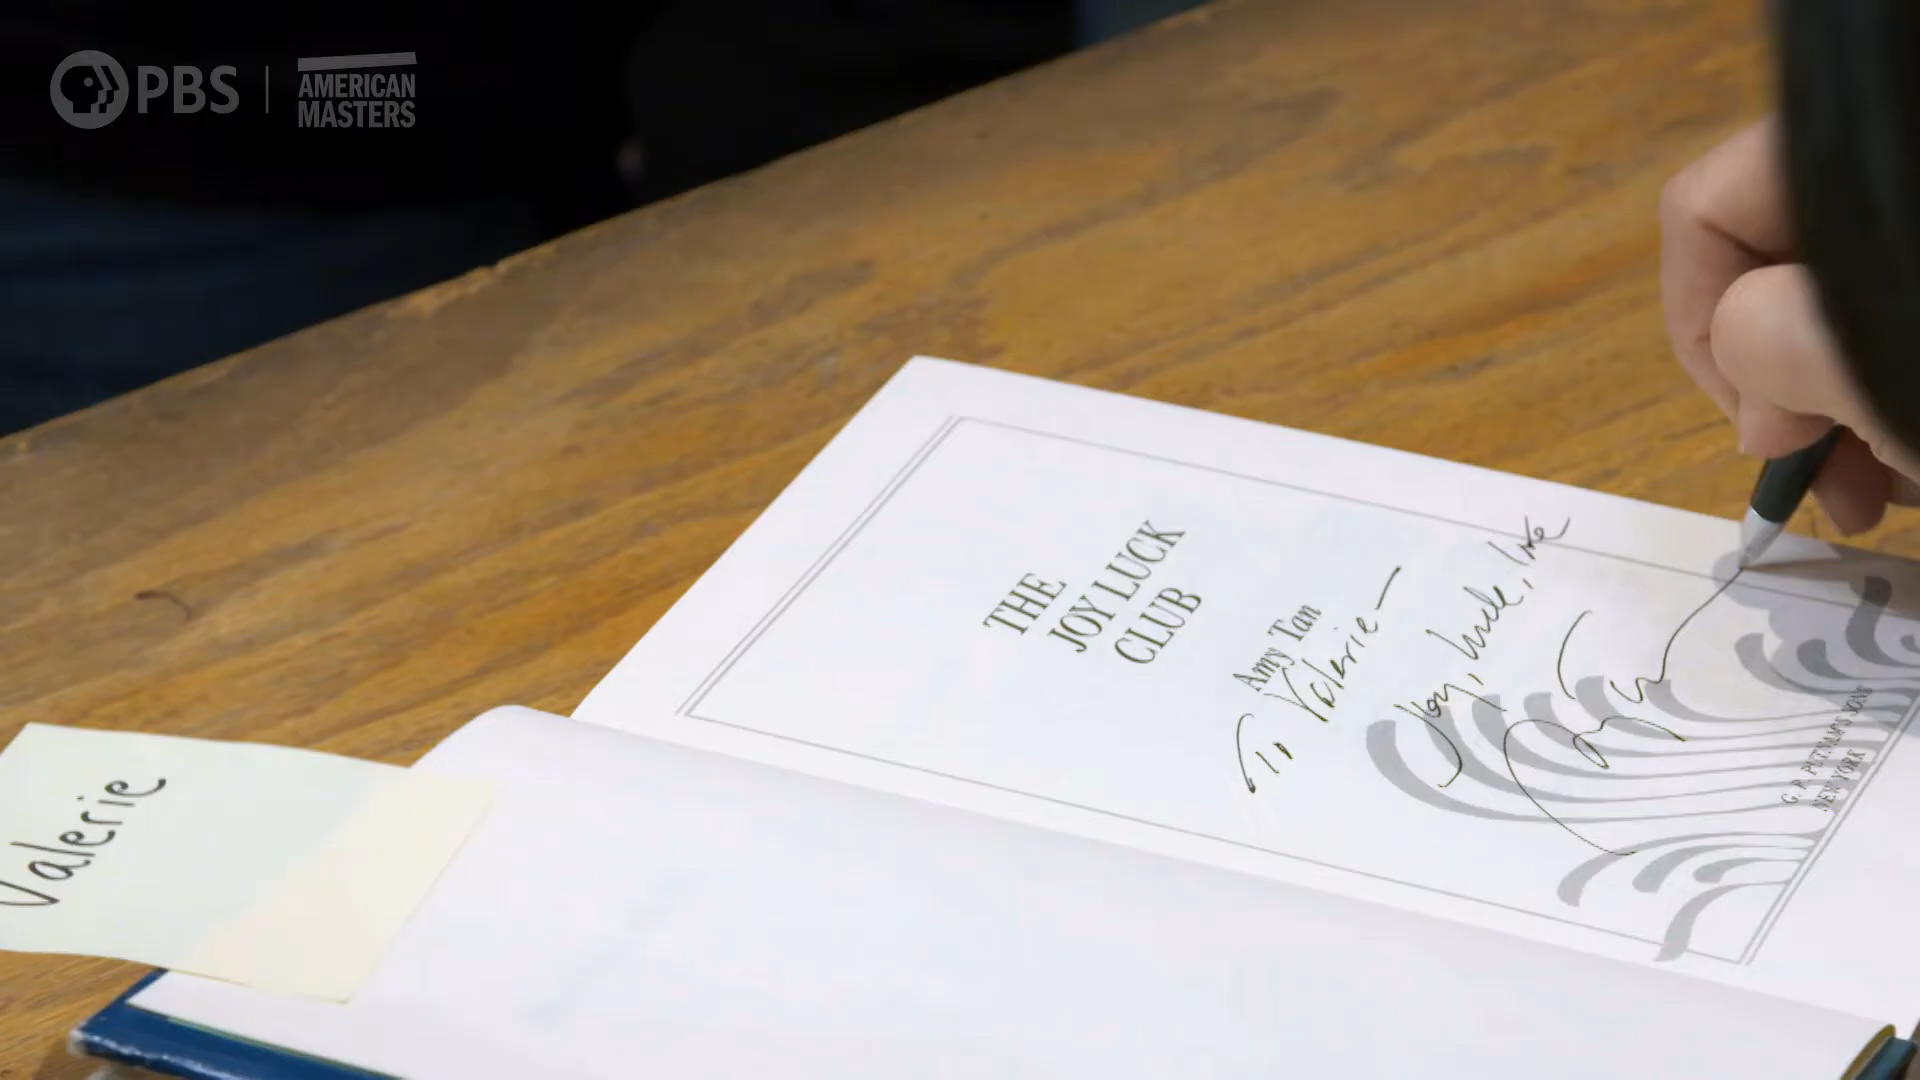 PBS
AMERICAN
MASTERS
THE
JOY LUCK
CLUB
Amy Tan
To Valerie —
Joy, luck, love
G. P. PUTNAM'S SONS
NEW YORK
Valerie